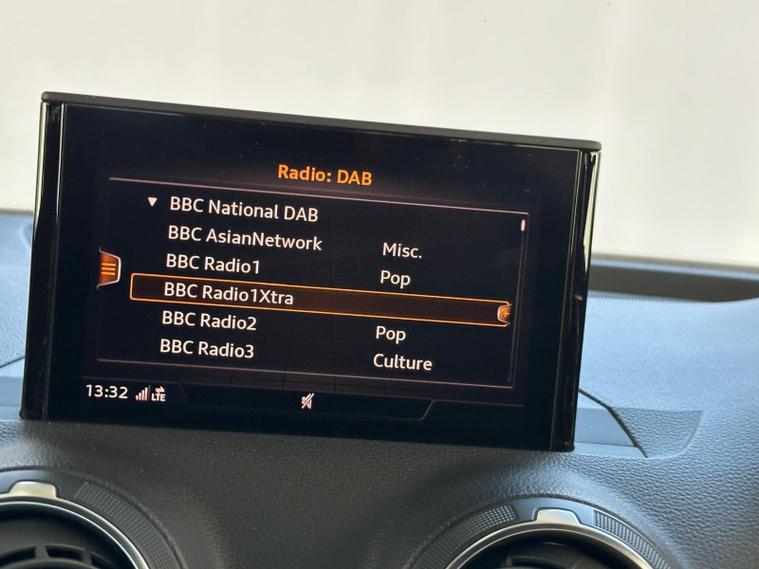 Radio: DAB
BBC National DAB
BBC AsianNetwork Misc.
BBC Radio1 Pop
BBC Radio1Xtra
BBC Radio2 Pop
BBC Radio3 Culture
13:32 LTE